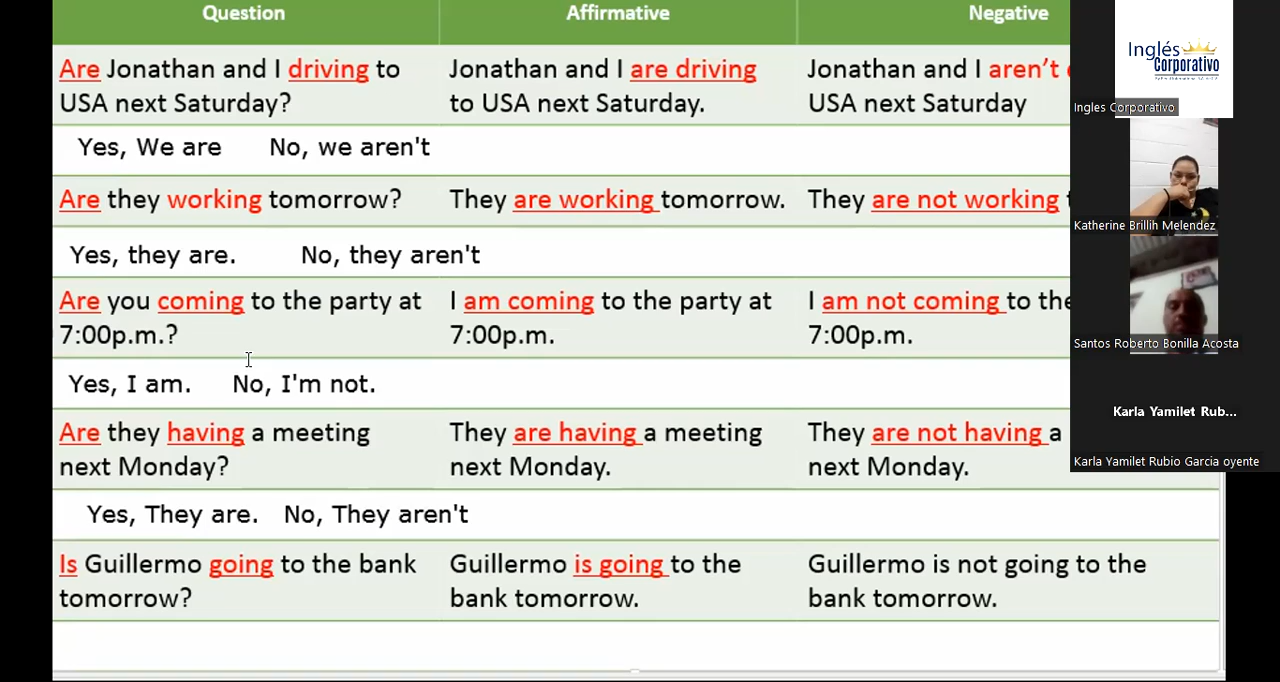 Question Affirmative Negative
Are Jonathan and I driving to
USA next Saturday?
Jonathan and I are driving
to USA next Saturday.
Jonathan and I aren’t
USA next Saturday
Yes, We are No, we aren't
Are they working tomorrow?
They are working tomorrow.
They are not working
Yes, they are. No, they aren't
Are you coming to the party at
7:00p.m.?
I am coming to the party at
7:00p.m.
I am not coming to the
7:00p.m.
Yes, I am. No, I'm not.
Are they having a meeting
next Monday?
They are having a meeting
next Monday.
They are not having a
next Monday.
Yes, They are. No, They aren't
Is Guillermo going to the bank
tomorrow?
Guillermo is going to the
bank tomorrow.
Guillermo is not going to the
bank tomorrow.
Inglés
Corporativo
Ingles Corporativo
Katherine Brillih Melendez
Santos Roberto Bonilla Acosta
Karla Yamilet Rub...
Karla Yamilet Rubio Garcia oyente